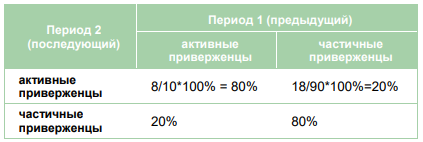 Период 2
(последующий)
Период 1 (предыдущий)
активные
приверженцы
частичные
приверженцы
активные
приверженцы
8/10*100% = 80%
18/90*100%=20%
частичные
приверженцы
20%
80%